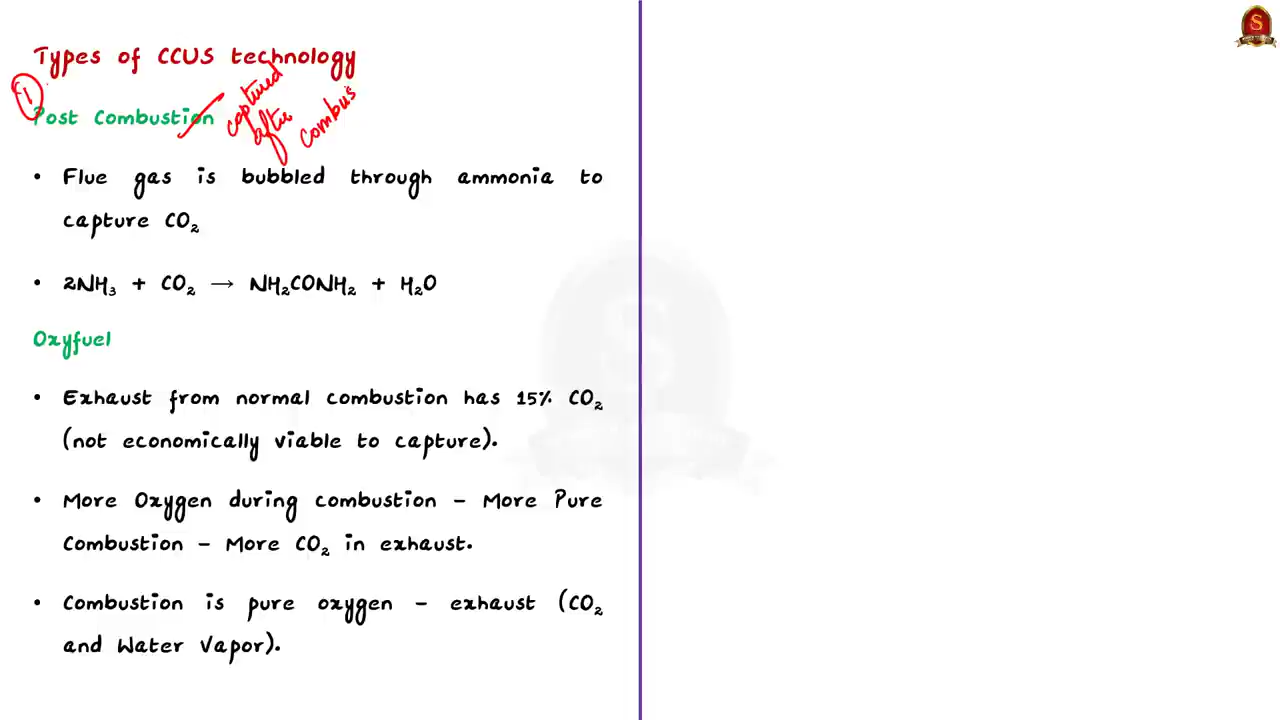 Types of CCUS technology
1
Post Combustion
captured
after
combus
• Flue gas is bubbled through ammonia to
capture CO₂
• 2NH₃ + CO₂ → NH₂CONH₂ + H₂O
Oxyfuel
• Exhaust from normal combustion has 15% CO₂
(not economically viable to capture).
• More Oxygen during combustion – More Pure
Combustion – More CO₂ in exhaust.
• Combustion is pure oxygen – exhaust (CO₂
and Water Vapor).
S